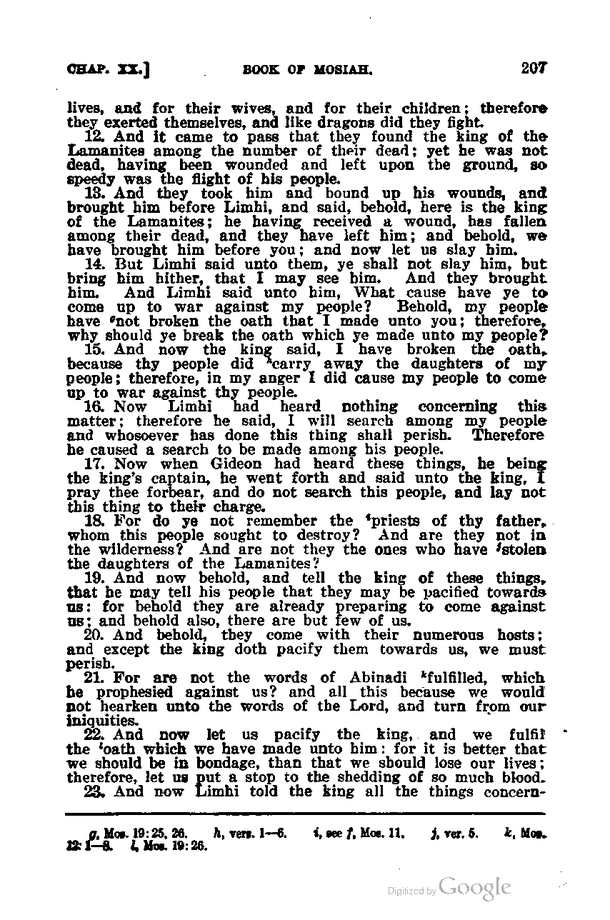 CHAP. XX.] BOOK OF MOSIAH. 207
lives, and for their wives, and for their children; therefore
they exerted themselves, and like dragons did they fight.
12. And it came to pass that they found the king of the
Lamanites among the number of their dead; yet he was not
dead, having been wounded and left upon the ground, so
speedy was the flight of his people.
13. And they took him and bound up his wounds, and
brought him before Limhi, and said, behold, here is the king
of the Lamanites; he having received a wound, has fallen
among their dead, and they have left him; and behold, we
have brought him before you; and now let us slay him.
14. But Limhi said unto them, ye shall not slay him, but
bring him hither, that I may see him. And they brought
him. And Limhi said unto him, What cause have ye to
come up to war against my people? Behold, my people
have gnot broken the oath that I made unto you; therefore,
why should ye break the oath which ye made unto my people?
15. And now the king said, I have broken the oath,
because thy people did hcarry away the daughters of my
people; therefore, in my anger I did cause my people to come
up to war against thy people.
16. Now Limhi had heard nothing concerning this
matter; therefore he said, I will search among my people
and whosoever has done this thing shall perish. Therefore
he caused a search to be made among his people.
17. Now when Gideon had heard these things, he being
the king's captain, he went forth and said unto the king, I
pray thee forbear, and do not search this people, and lay not
this thing to their charge.
18. For do ye not remember the ipriests of thy father,
whom this people sought to destroy? And are they not in
the wilderness? And are not they the ones who have jstolen
the daughters of the Lamanites?
19. And now behold, and tell the king of these things,
that he may tell his people that they may be pacified towards
us: for behold they are already preparing to come against
us; and behold also, there are but few of us.
20. And behold, they come with their numerous hosts;
and except the king doth pacify them towards us, we must
perish.
21. For are not the words of Abinadi kfulfilled, which
he prophesied against us? and all this because we would
not hearken unto the words of the Lord, and turn from our
iniquities.
22. And now let us pacify the king, and we fulfil
the loath which we have made unto him: for it is better that
we should be in bondage, than that we should lose our lives;
therefore, let us put a stop to the shedding of so much blood.
23. And now Limhi told the king all the things concern-
g, Mos. 19:25, 26. h, vers. 1—6. i, see f, Mos. 11. j, ver. 5. k, Mos.
12: 1—8. l, Mos. 19:26.
Digitized by Google